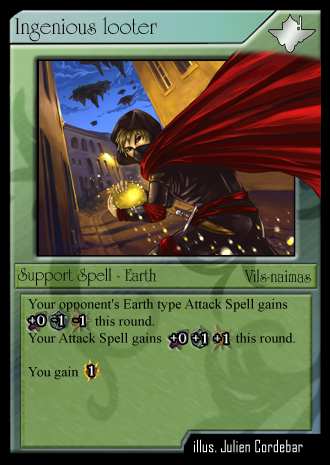 Ingenious looter
Support Spell - Earth
Vils-naimas
Your opponent's Earth type Attack Spell gains
+0 -1 -1 this round.
Your Attack Spell gains +0 +1 +1 this round.
You gain 1
illus. Julien Cordebar